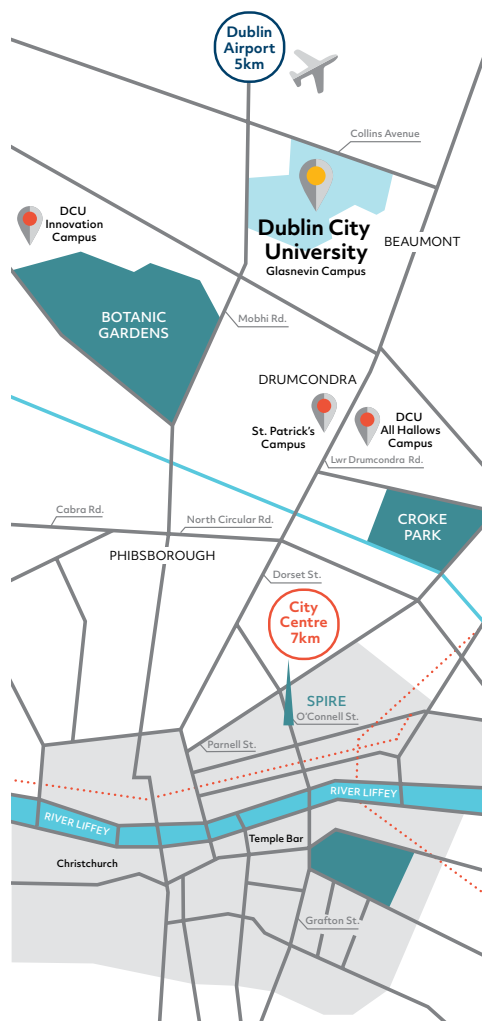 Dublin
Airport
5km
Collins Avenue
DCU
Innovation
Campus
Dublin City
University
Glasnevin Campus
BEAUMONT
BOTANIC
GARDENS
Mobhi Rd.
DRUMCONDRA
St. Patrick's
Campus
DCU
All Hallows
Campus
Lwr Drumcondra Rd.
Cabra Rd.
North Circular Rd.
CROKE
PARK
PHIBSBOROUGH
Dorset St.
City
Centre
7km
SPIRE
O'Connell St.
Parnell St.
RIVER LIFFEY
RIVER LIFFEY
Temple Bar
Christchurch
Grafton St.